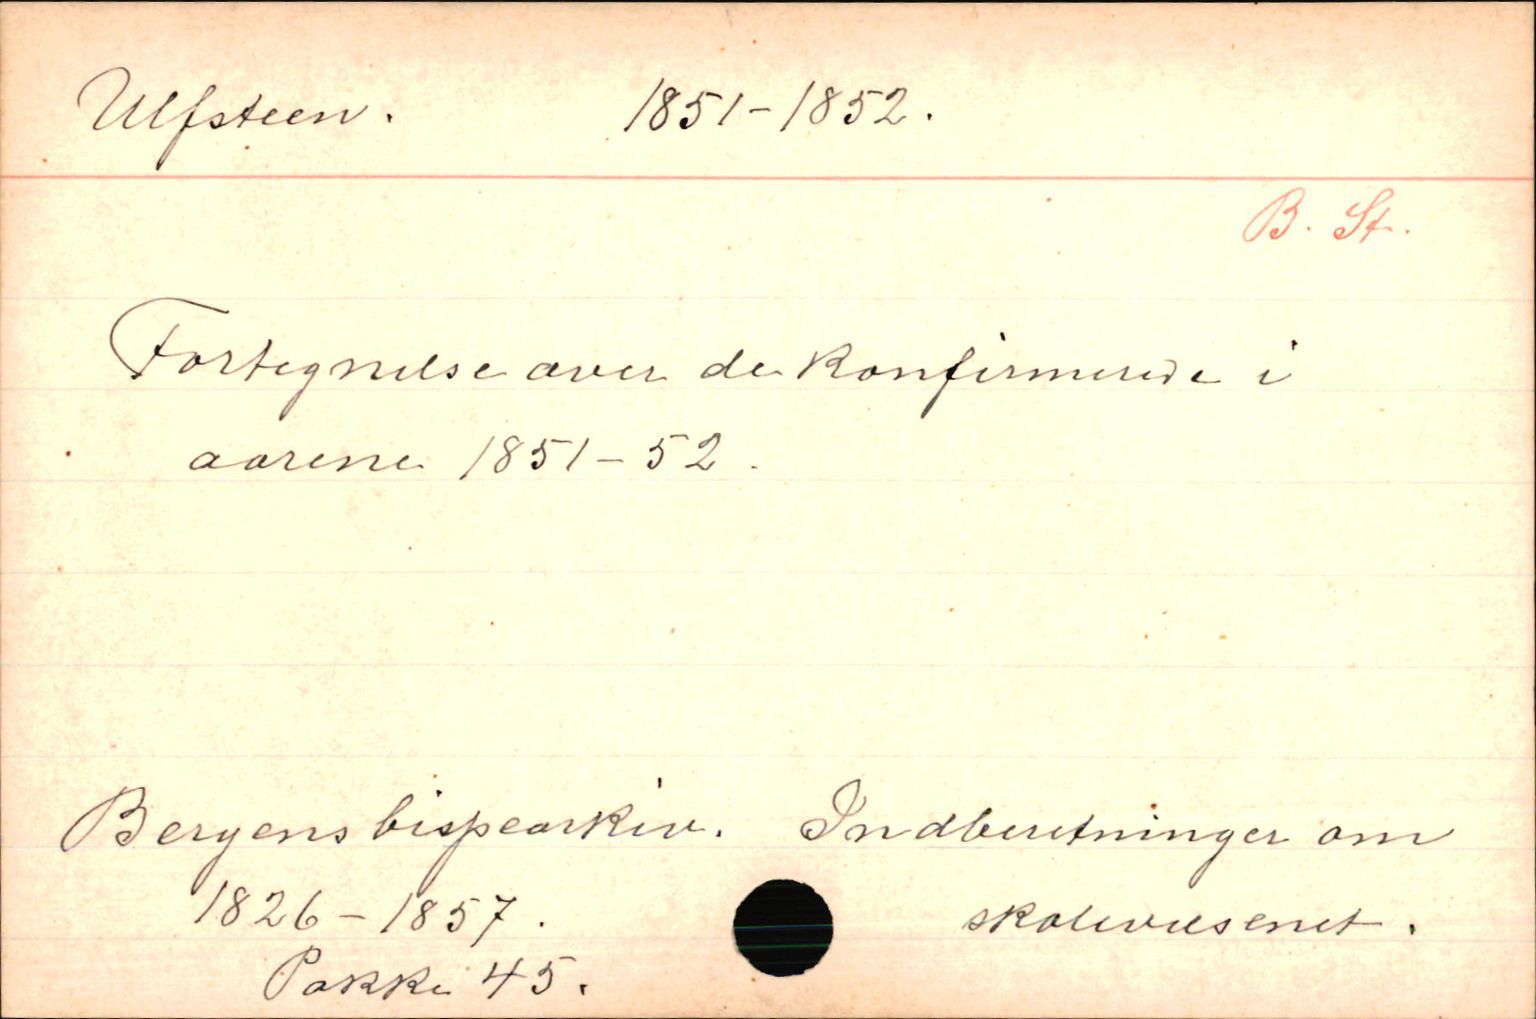 Ulfsteen. 1851-1852.
B. St.
Fortegnelse over de konfirmerede i
aarene 1851-52.
Bergens bispearkiv. Indberetninger om
1826-1857. skolevæsenet.
Pakke 45.